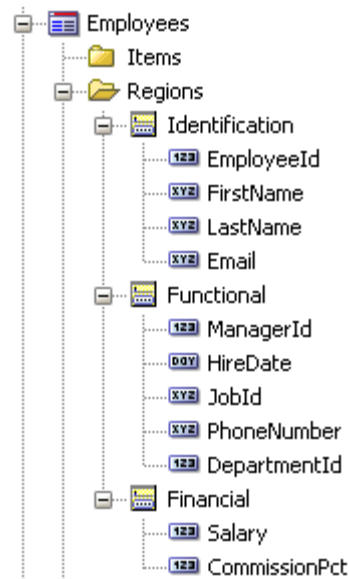 Employees
Items
Regions
Identification
123 EmployeeId
XYZ FirstName
XYZ LastName
XYZ Email
Functional
123 ManagerId
DOY HireDate
XYZ JobId
XYZ PhoneNumber
123 DepartmentId
Financial
123 Salary
123 CommissionPct